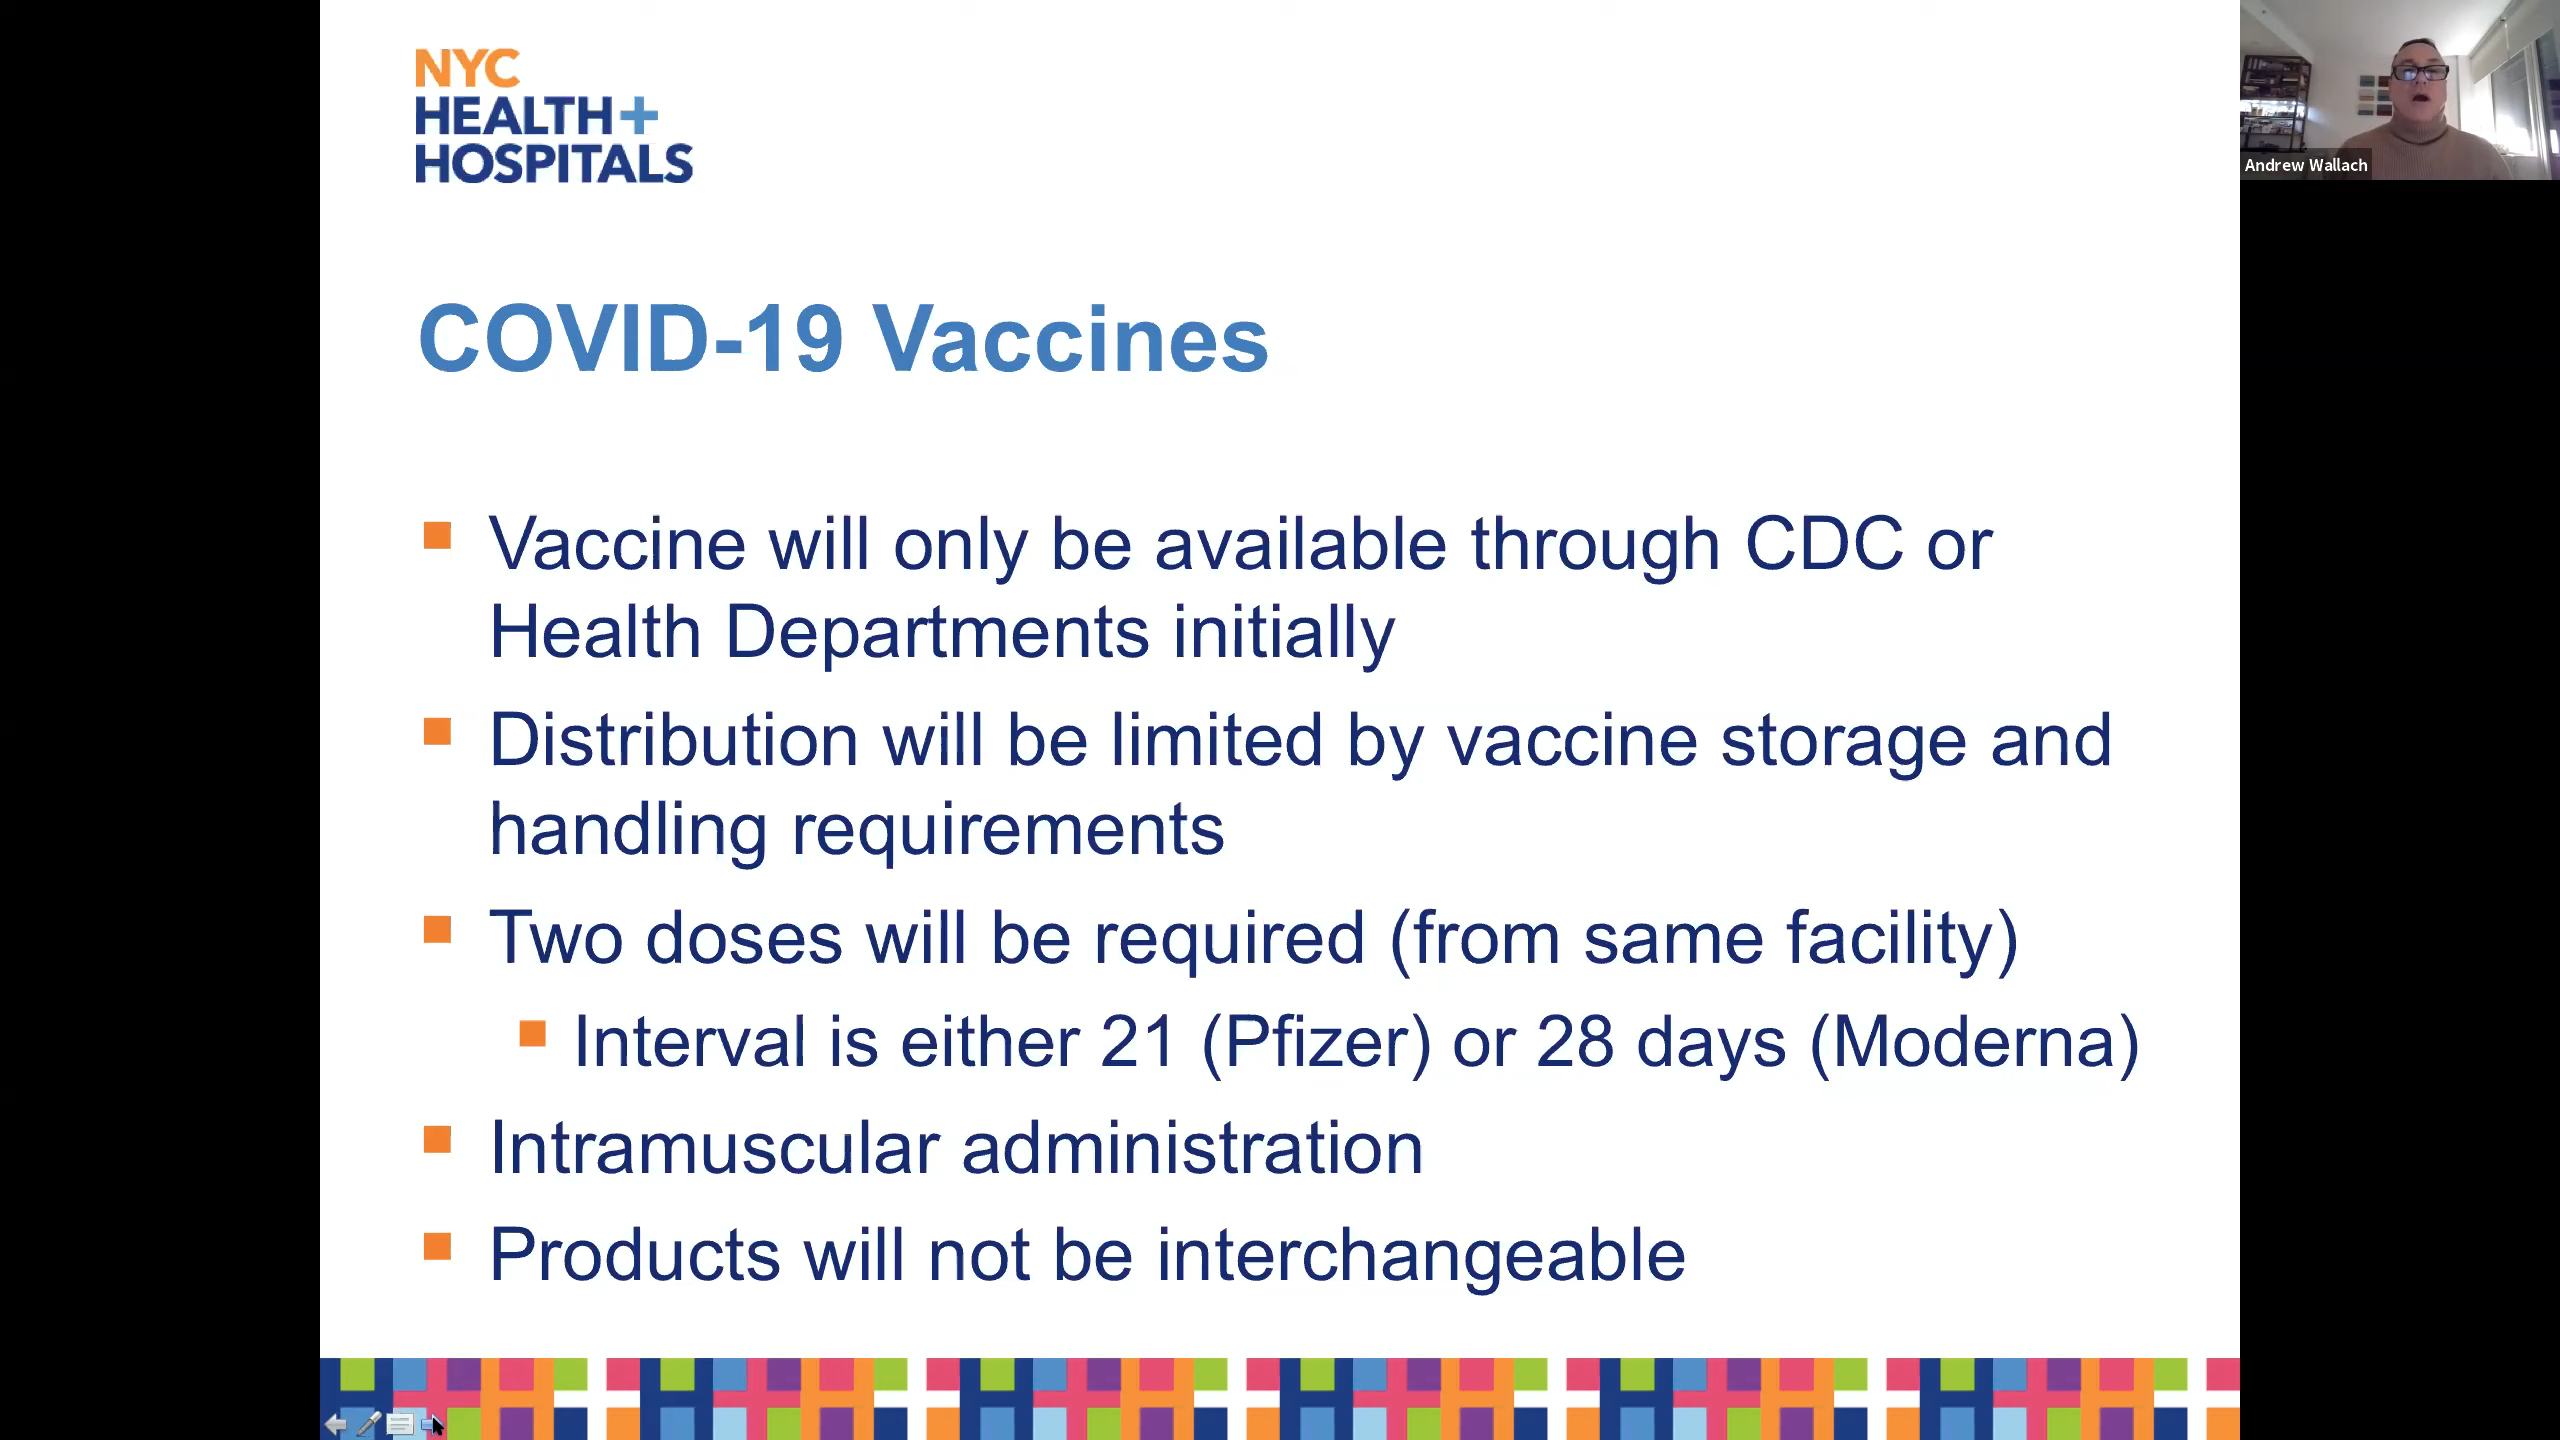 NYC
HEALTH+
HOSPITALS
Andrew Wallach
COVID-19 Vaccines
Vaccine will only be available through CDC or
Health Departments initially
Distribution will be limited by vaccine storage and
handling requirements
Two doses will be required (from same facility)
Interval is either 21 (Pfizer) or 28 days (Moderna)
Intramuscular administration
Products will not be interchangeable